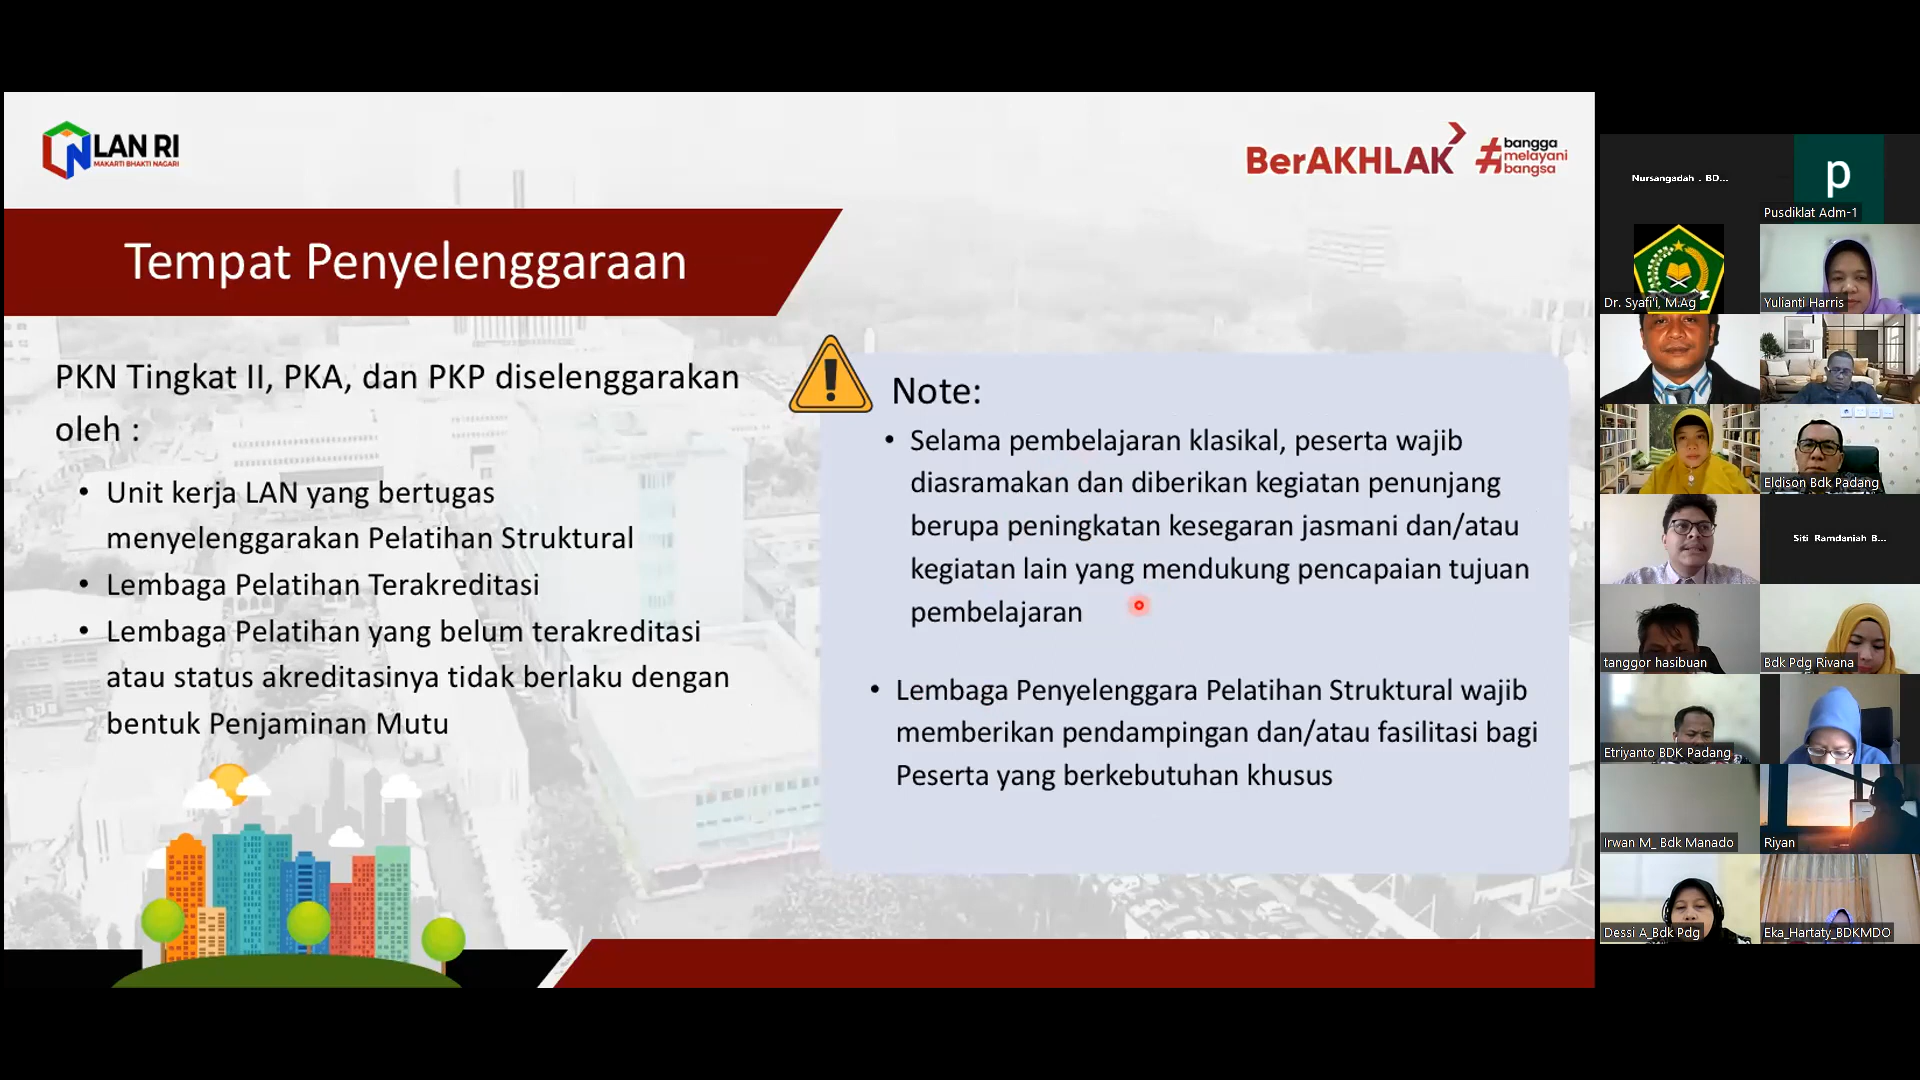 LAN RI
MAKARTI BHAKTI NAGARI
BerAKHLAK
#bangga
melayani
bangsa
Tempat Penyelenggaraan
PKN Tingkat II, PKA, dan PKP diselenggarakan
oleh :
• Unit kerja LAN yang bertugas
menyelenggarakan Pelatihan Struktural
• Lembaga Pelatihan Terakreditasi
• Lembaga Pelatihan yang belum terakreditasi
atau status akreditasinya tidak berlaku dengan
bentuk Penjaminan Mutu
Note:
• Selama pembelajaran klasikal, peserta wajib
diasramakan dan diberikan kegiatan penunjang
berupa peningkatan kesegaran jasmani dan/atau
kegiatan lain yang mendukung pencapaian tujuan
pembelajaran
• Lembaga Penyelenggara Pelatihan Struktural wajib
memberikan pendampingan dan/atau fasilitasi bagi
Peserta yang berkebutuhan khusus
Nursangadah . BD...
p
Pusdiklat Adm-1
Dr. Syafi'i, M.Ag
Yulianti Harris
Eldison Bdk Padang
Siti Ramdaniah B...
tanggor hasibuan
Bdk Pdg Rivana
Etriyanto BDK Padang
Irwan M_ Bdk Manado
Riyan
Dessi A_Bdk Pdg
Eka_Hartaty_BDKMDO